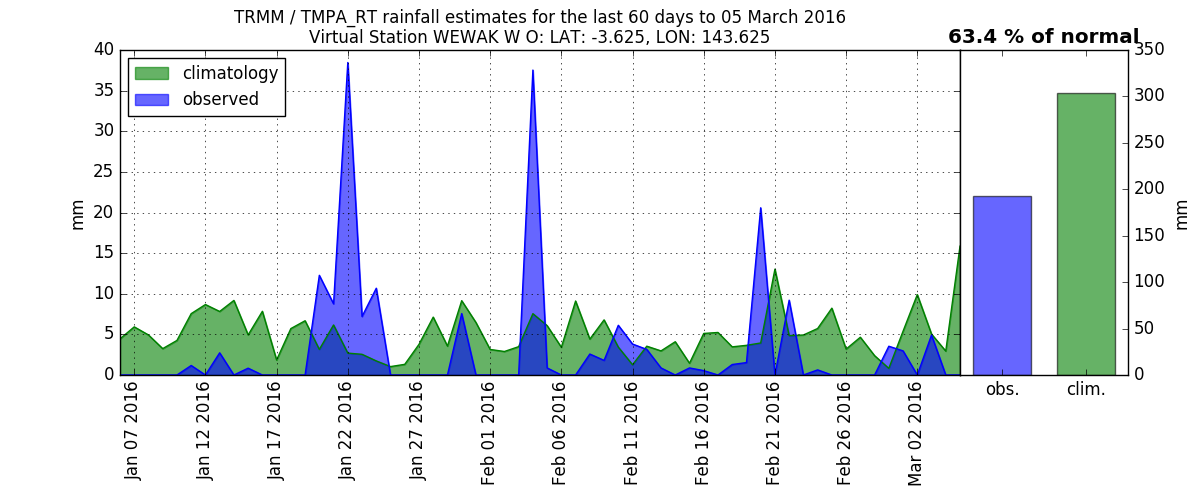 TRMM / TMPA_RT rainfall estimates for the last 60 days to 05 March 2016
Virtual Station WEWAK W O: LAT: -3.625, LON: 143.625
63.4 % of normal
climatology
observed
mm
40
35
30
25
20
15
10
5
0
Jan 07 2016
Jan 12 2016
Jan 17 2016
Jan 22 2016
Jan 27 2016
Feb 01 2016
Feb 06 2016
Feb 11 2016
Feb 16 2016
Feb 21 2016
Feb 26 2016
Mar 02 2016
350
300
250
200
150
100
50
0
mm
obs.
clim.